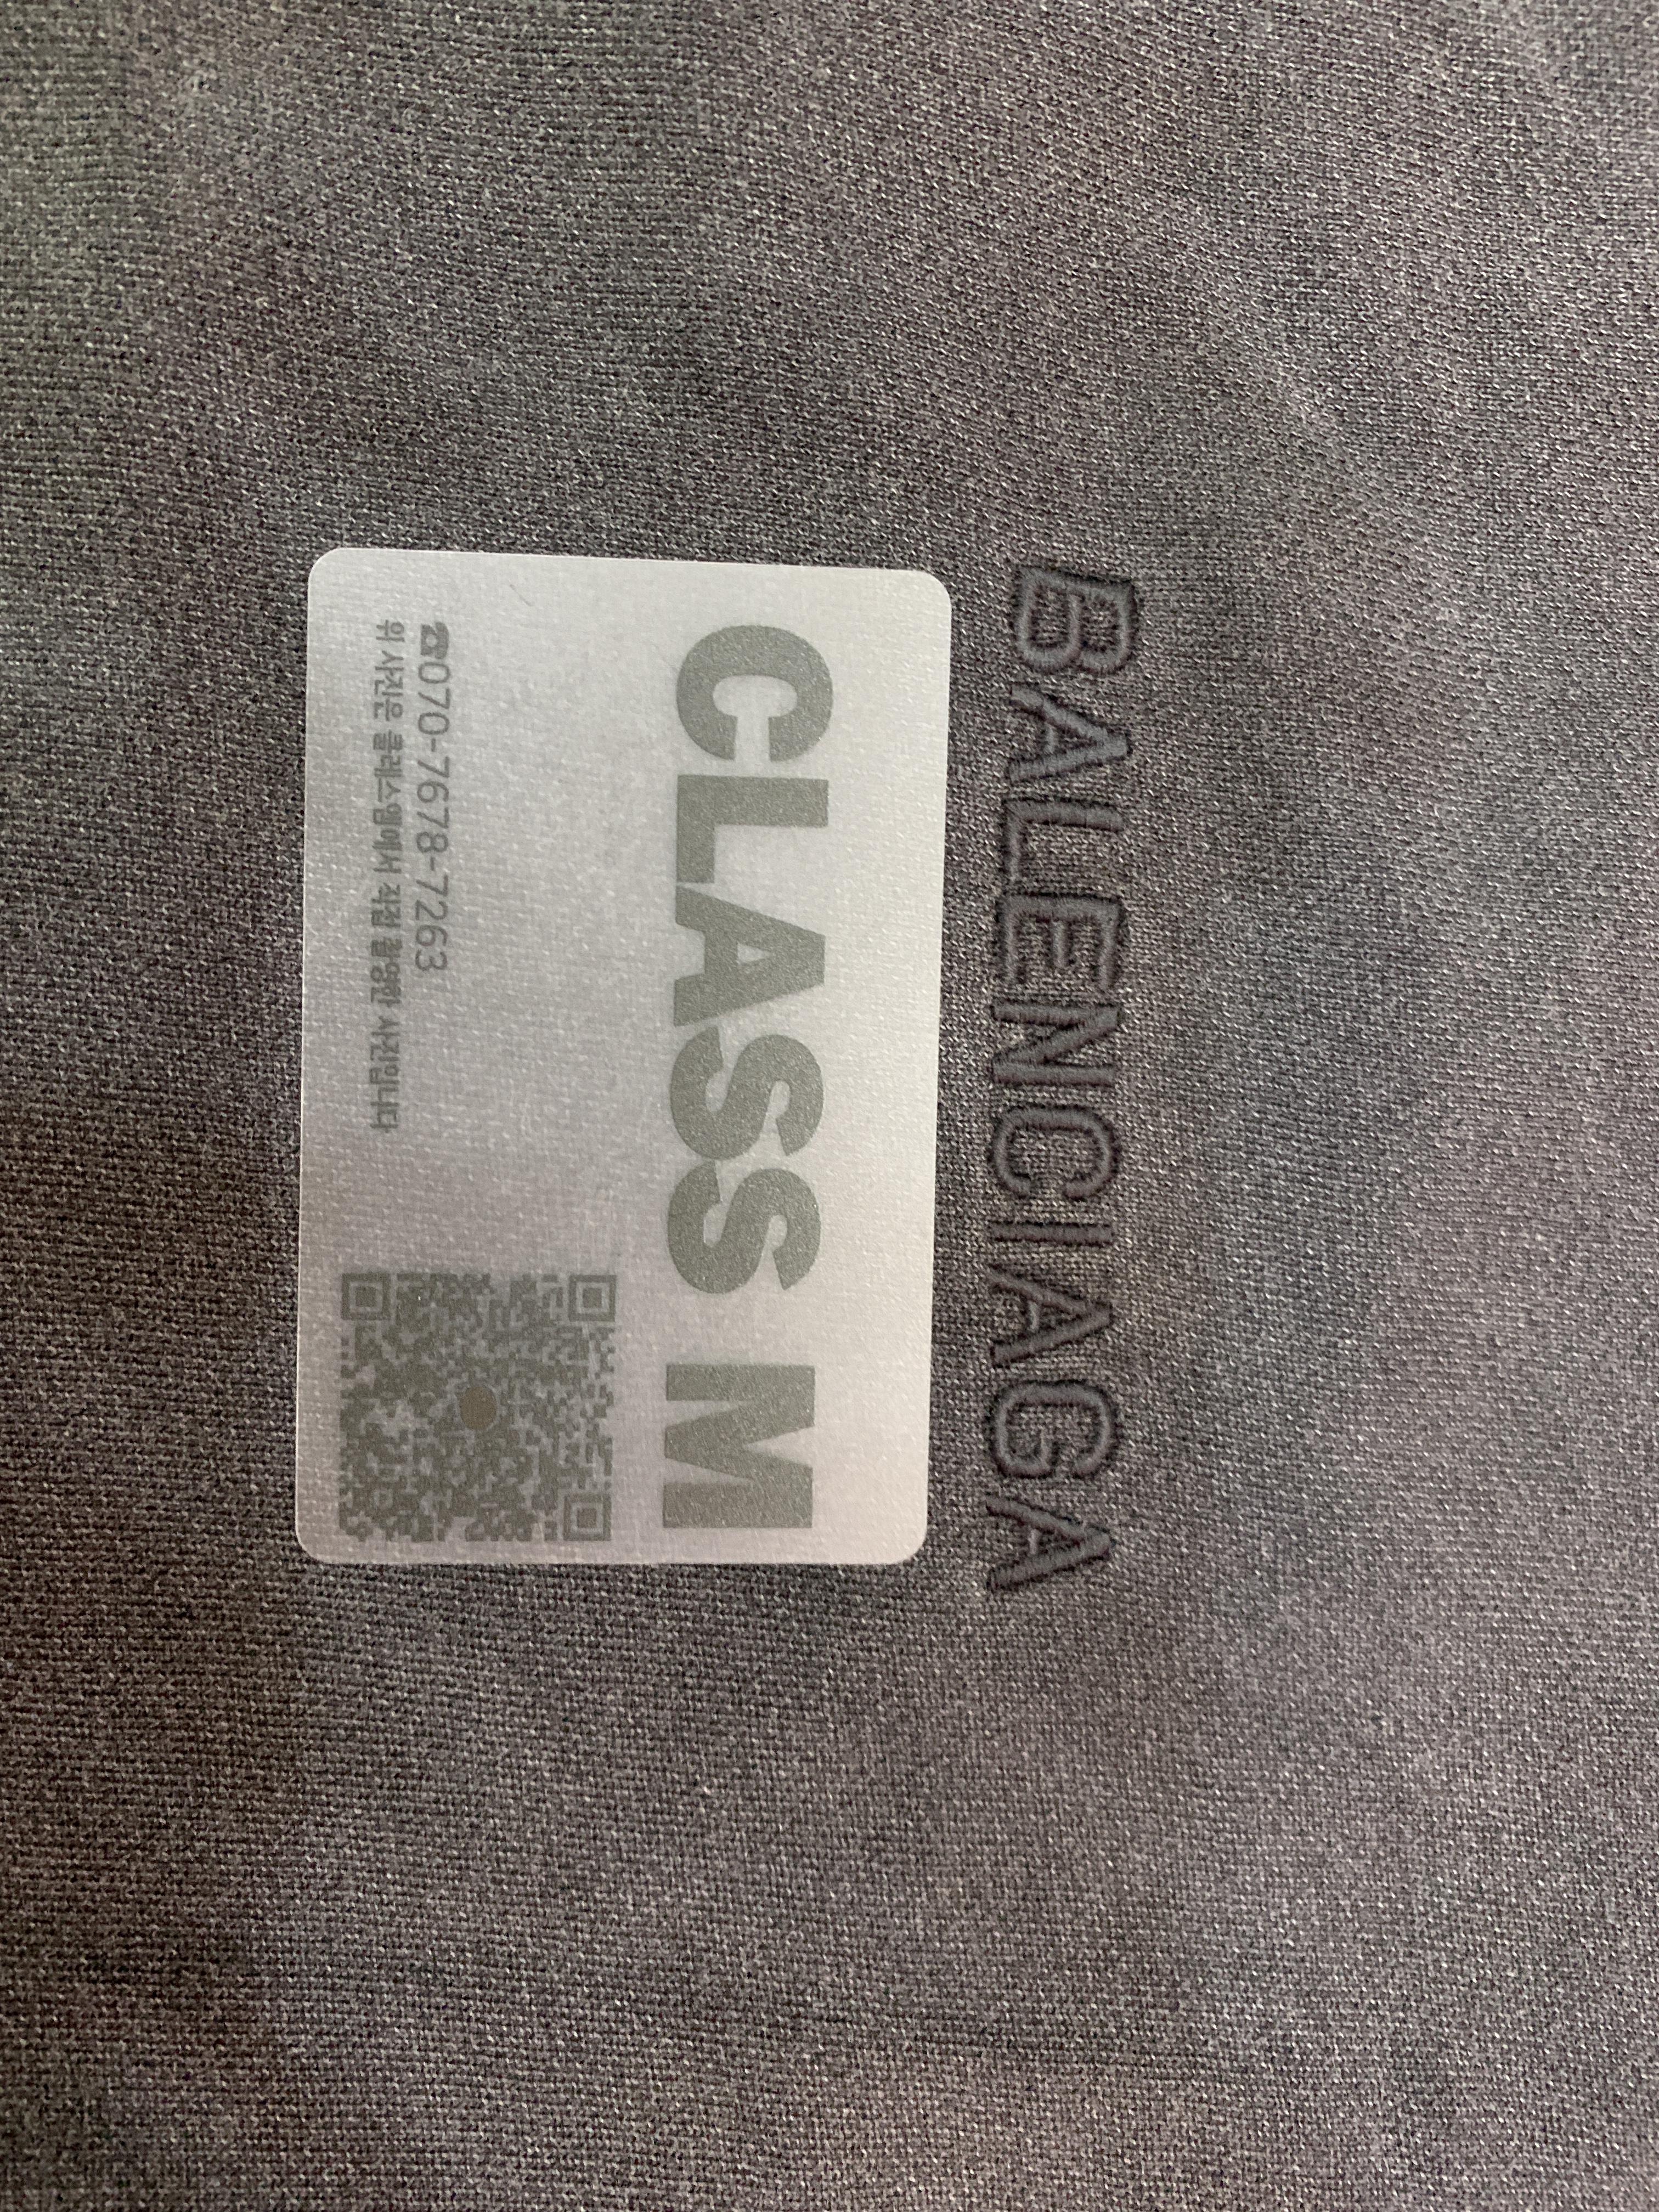 BALENCIAGA
CLASS M
☎070-7678-7263
위 사진은 클래스엠에서 직접 촬영한 사진입니다